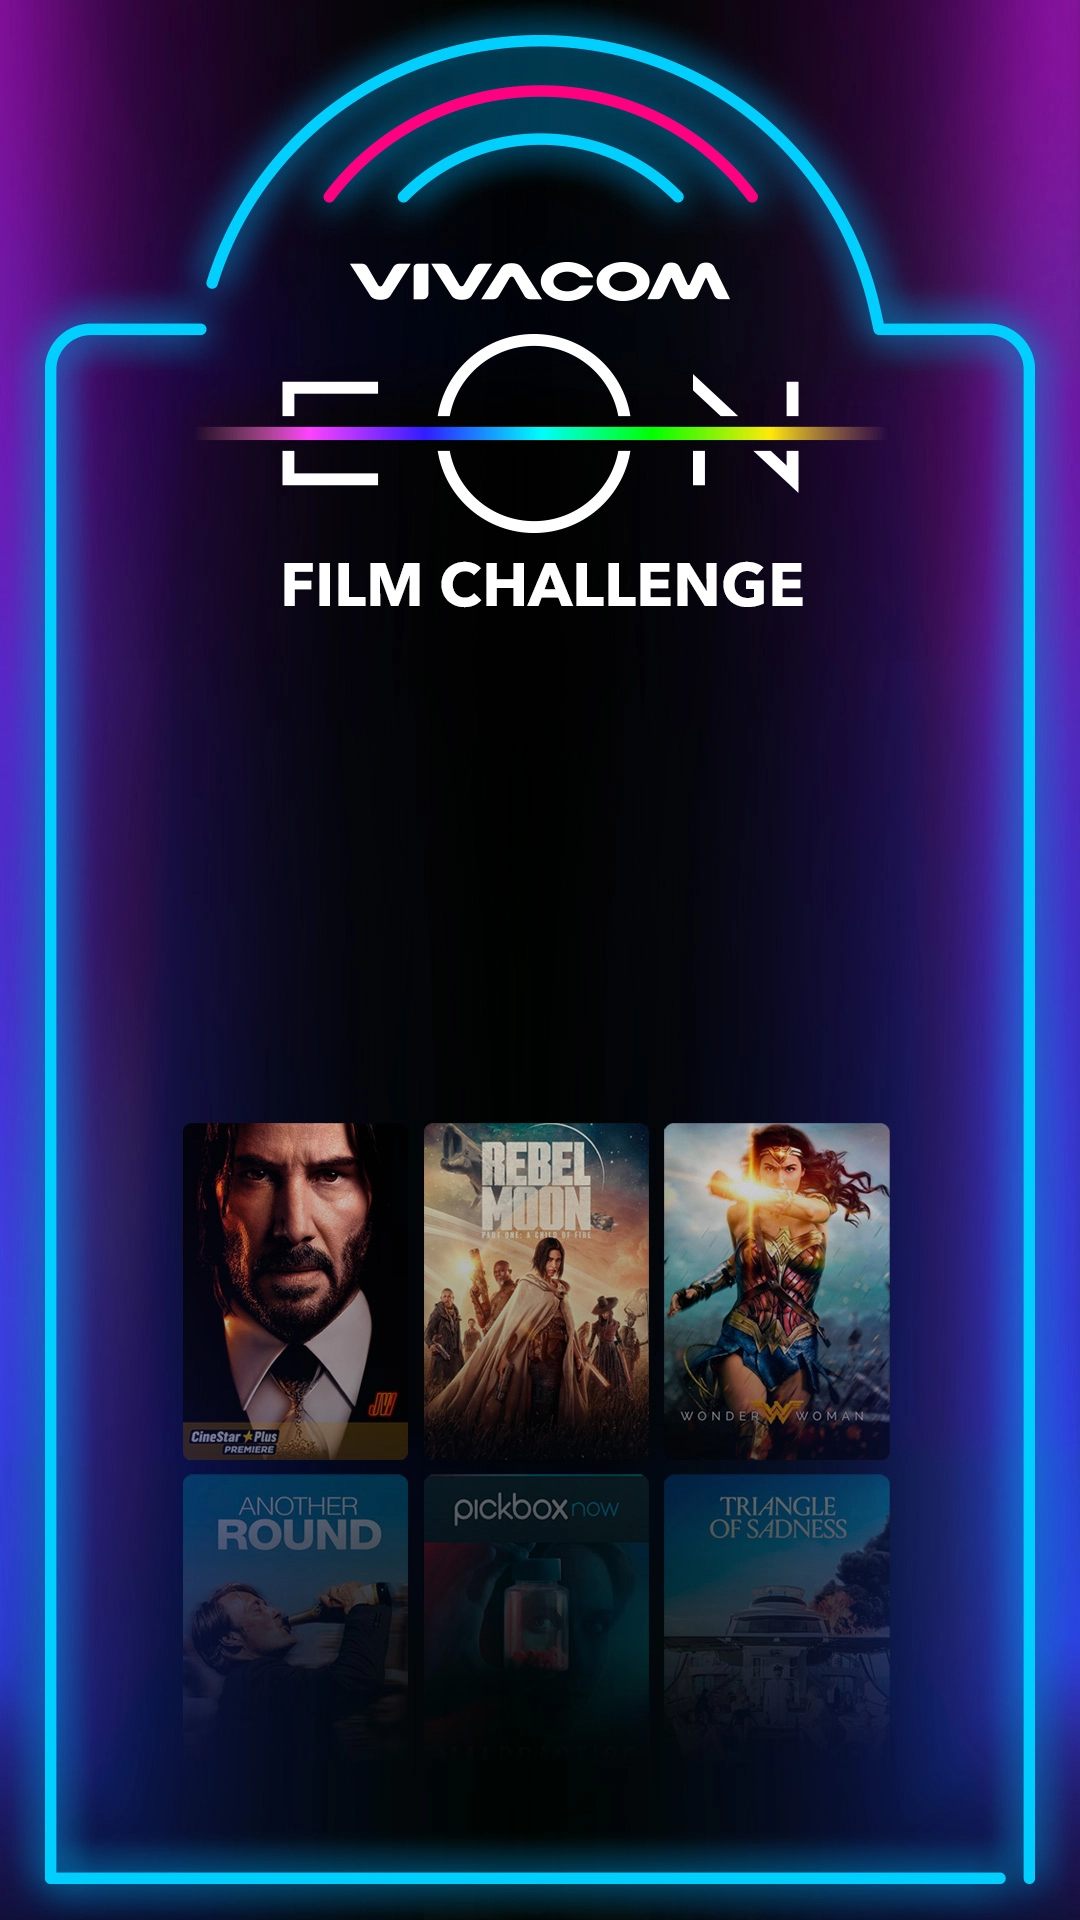 VIVACOM
EON
FILM CHALLENGE
REBEL
MOON
PART ONE: A CHILD OF FIRE
JW
CineStar Plus
PREMIERE
WONDER W WOMAN
ANOTHER
ROUND
pickbox now
TRIANGLE
OF SADNESS